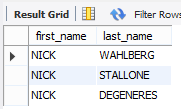 Result Grid Filter Rows
first_name last_name
NICK WAHLBERG
NICK STALLONE
NICK DEGENERES